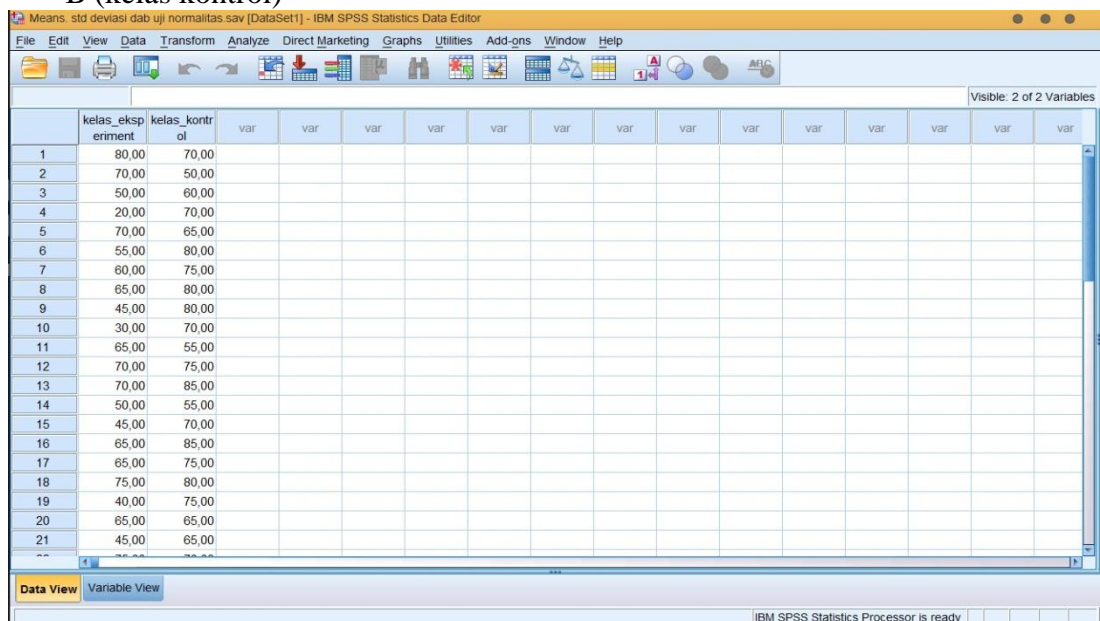 B (kelas kontrol)
Means. std deviasi dab uji normalitas.sav [DataSet1] - IBM SPSS Statistics Data Editor
File Edit View Data Transform Analyze Direct Marketing Graphs Utilities Add-ons Window Help
Visible: 2 of 2 Variables
kelas_eksperiment kelas_kontrol var var var var var var var var var var var var var var
1 80,00 70,00
2 70,00 50,00
3 50,00 60,00
4 20,00 70,00
5 70,00 65,00
6 55,00 80,00
7 60,00 75,00
8 65,00 80,00
9 45,00 80,00
10 30,00 70,00
11 65,00 55,00
12 70,00 75,00
13 70,00 85,00
14 50,00 55,00
15 45,00 70,00
16 65,00 85,00
17 65,00 75,00
18 75,00 80,00
19 40,00 75,00
20 65,00 65,00
21 45,00 65,00
Data View Variable View
IBM SPSS Statistics Processor is ready